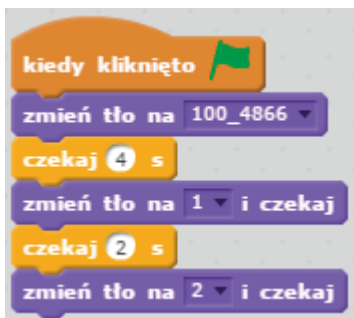 kiedy kliknięto
zmień tło na 100_4866
czekaj 4 s
zmień tło na 1 i czekaj
czekaj 2 s
zmień tło na 2 i czekaj